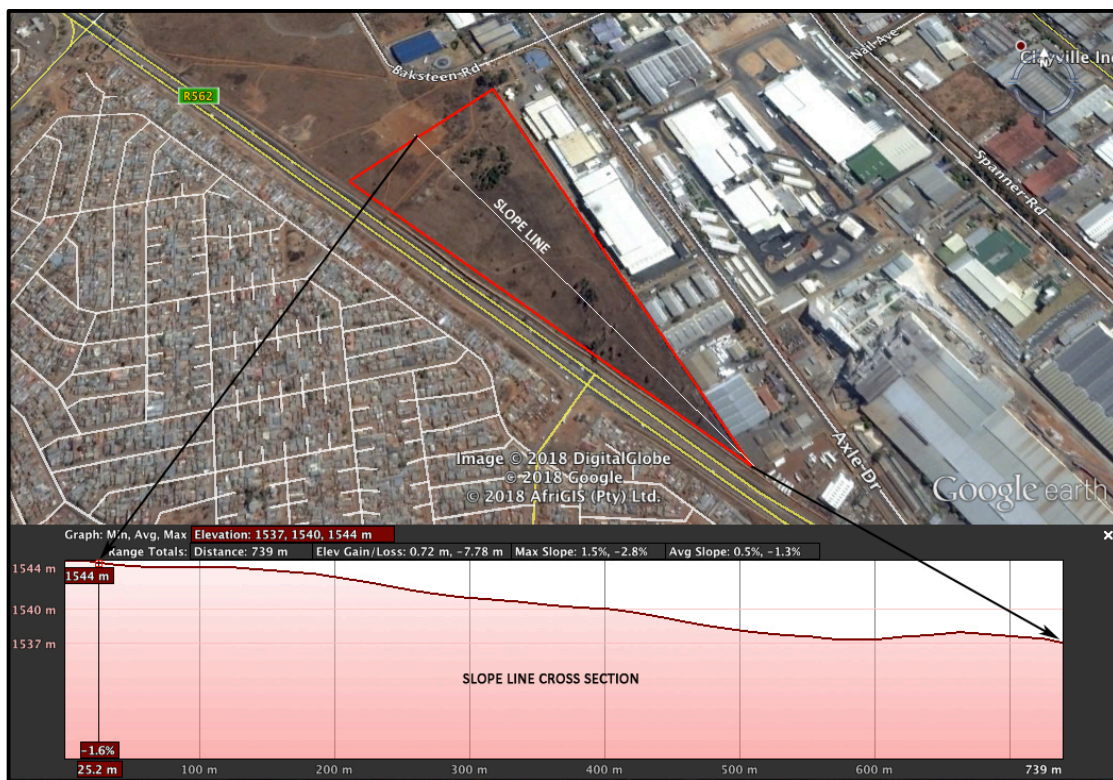 Baksteen Rd
Nail Ave
Clayville Ind
R562
Spanner-Rd
SLOPE LINE
Axle-Dr
Image © 2018 DigitalGlobe
© 2018 Google
© 2018 AfriGIS (Pty) Ltd.
Google earth
Graph: Min, Avg, Max Elevation: 1537, 1540, 1544 m
Range Totals: Distance: 739 m Elev Gain/Loss: 0.72 m, -7.78 m Max Slope: 1.5%, -2.8% Avg Slope: 0.5%, -1.3%
1544 m
1544 m
1540 m
1537 m
SLOPE LINE CROSS SECTION
-1.6%
25.2 m 100 m 200 m 300 m 400 m 500 m 600 m 739 m